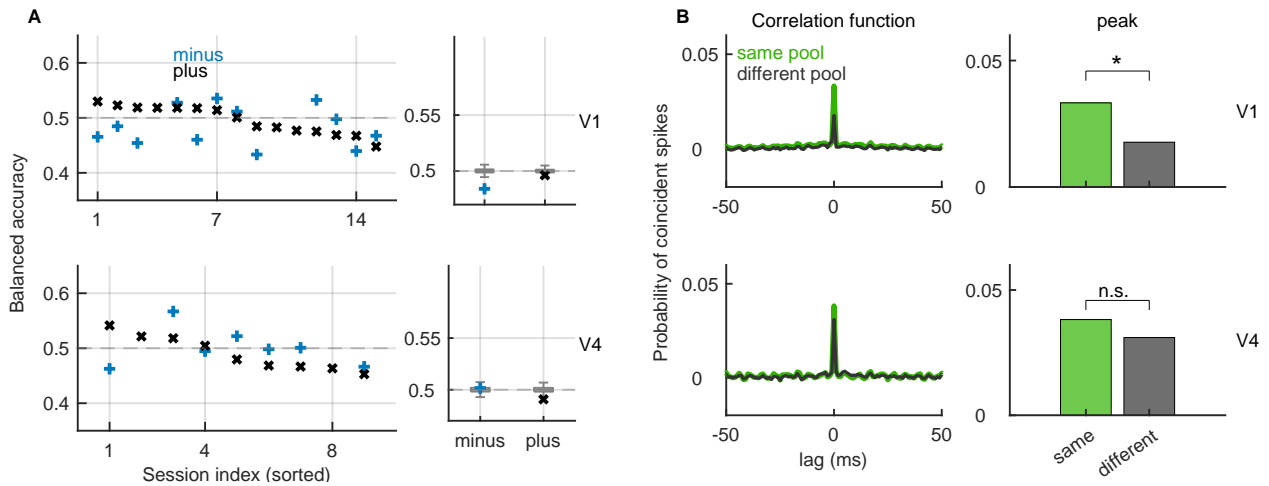 A
Balanced accuracy
0.6
0.5
0.4
minus
plus
1
7
14
0.55
0.5
V1
0.6
0.5
0.4
1
4
8
Session index (sorted)
0.55
0.5
minus
plus
V4
B
Correlation function
peak
Probability of coincident spikes
0.05
0
same pool
different pool
-50
0
50
0.05
0
*
V1
0.05
0
-50
0
50
lag (ms)
0.05
0
n.s.
same
different
V4